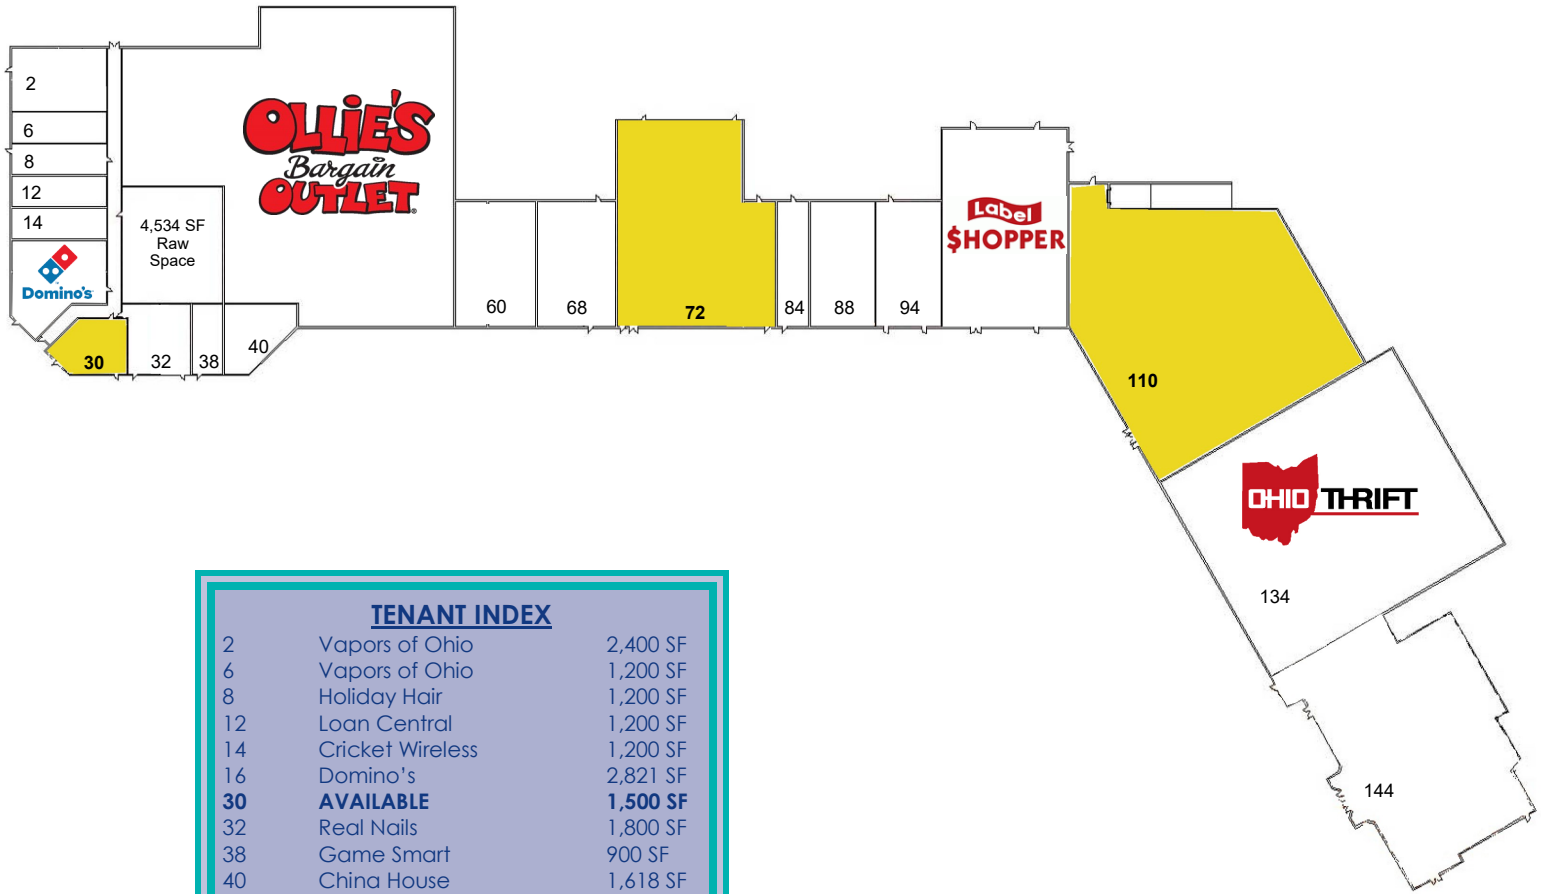 2
6
8
12
14
Domino's
30
32
38
40
4,534 SF
Raw
Space
OLLIE'S
Bargain
OUTLET
60
68
72
84
88
94
Label
$HOPPER
110
OHIO THRIFT
134
144
TENANT INDEX
2 Vapors of Ohio 2,400 SF
6 Vapors of Ohio 1,200 SF
8 Holiday Hair 1,200 SF
12 Loan Central 1,200 SF
14 Cricket Wireless 1,200 SF
16 Domino's 2,821 SF
30 AVAILABLE 1,500 SF
32 Real Nails 1,800 SF
38 Game Smart 900 SF
40 China House 1,618 SF